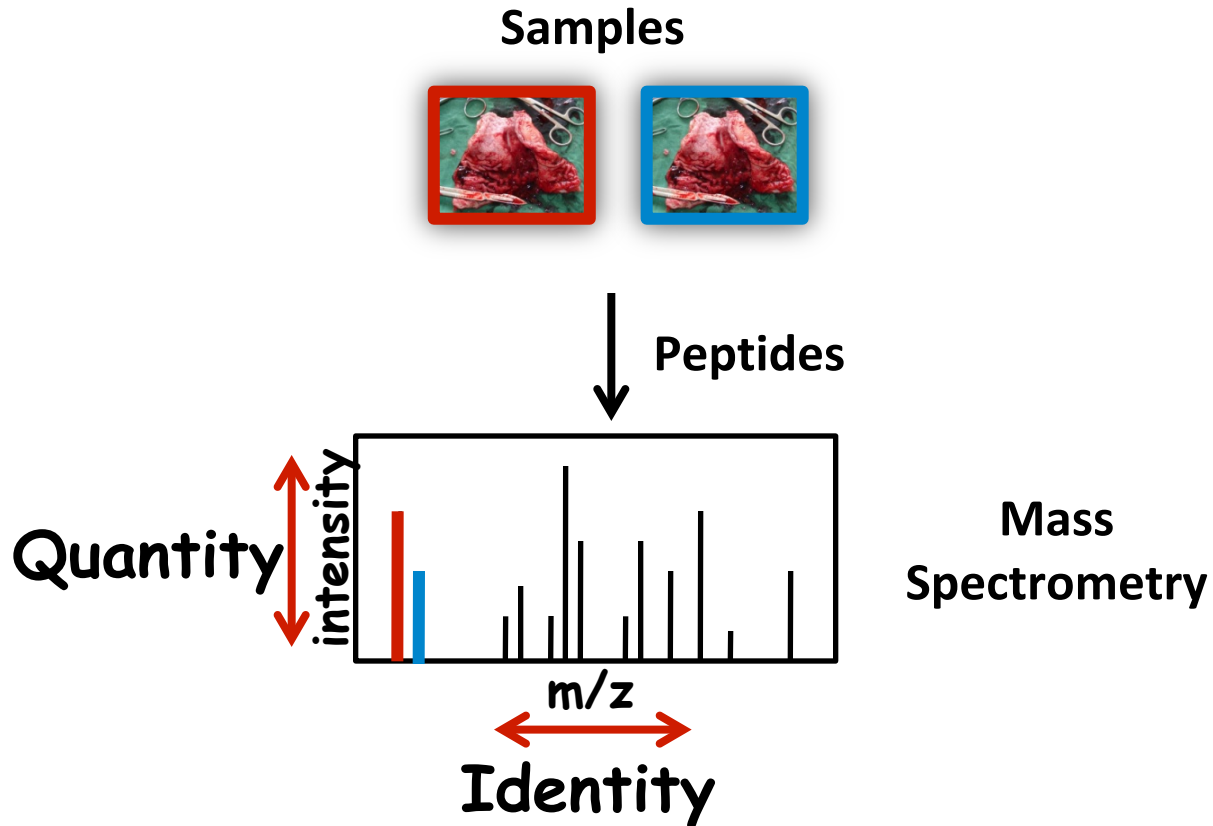 Samples
Peptides
Quantity
intensity
Mass
Spectrometry
m/z
Identity